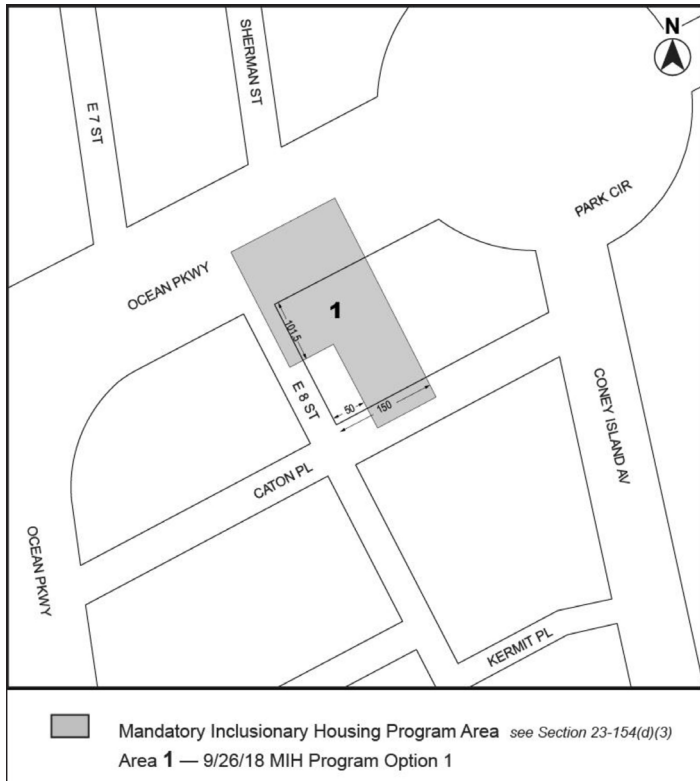 SHERMAN ST
N
E 7 ST
PARK CIR
OCEAN PKWY
1
101.5
E 8 ST
50
150
CONEY ISLAND AV
CATON PL
OCEAN PKWY
KERMIT PL
Mandatory Inclusionary Housing Program Area see Section 23-154(d)(3)
Area 1 — 9/26/18 MIH Program Option 1